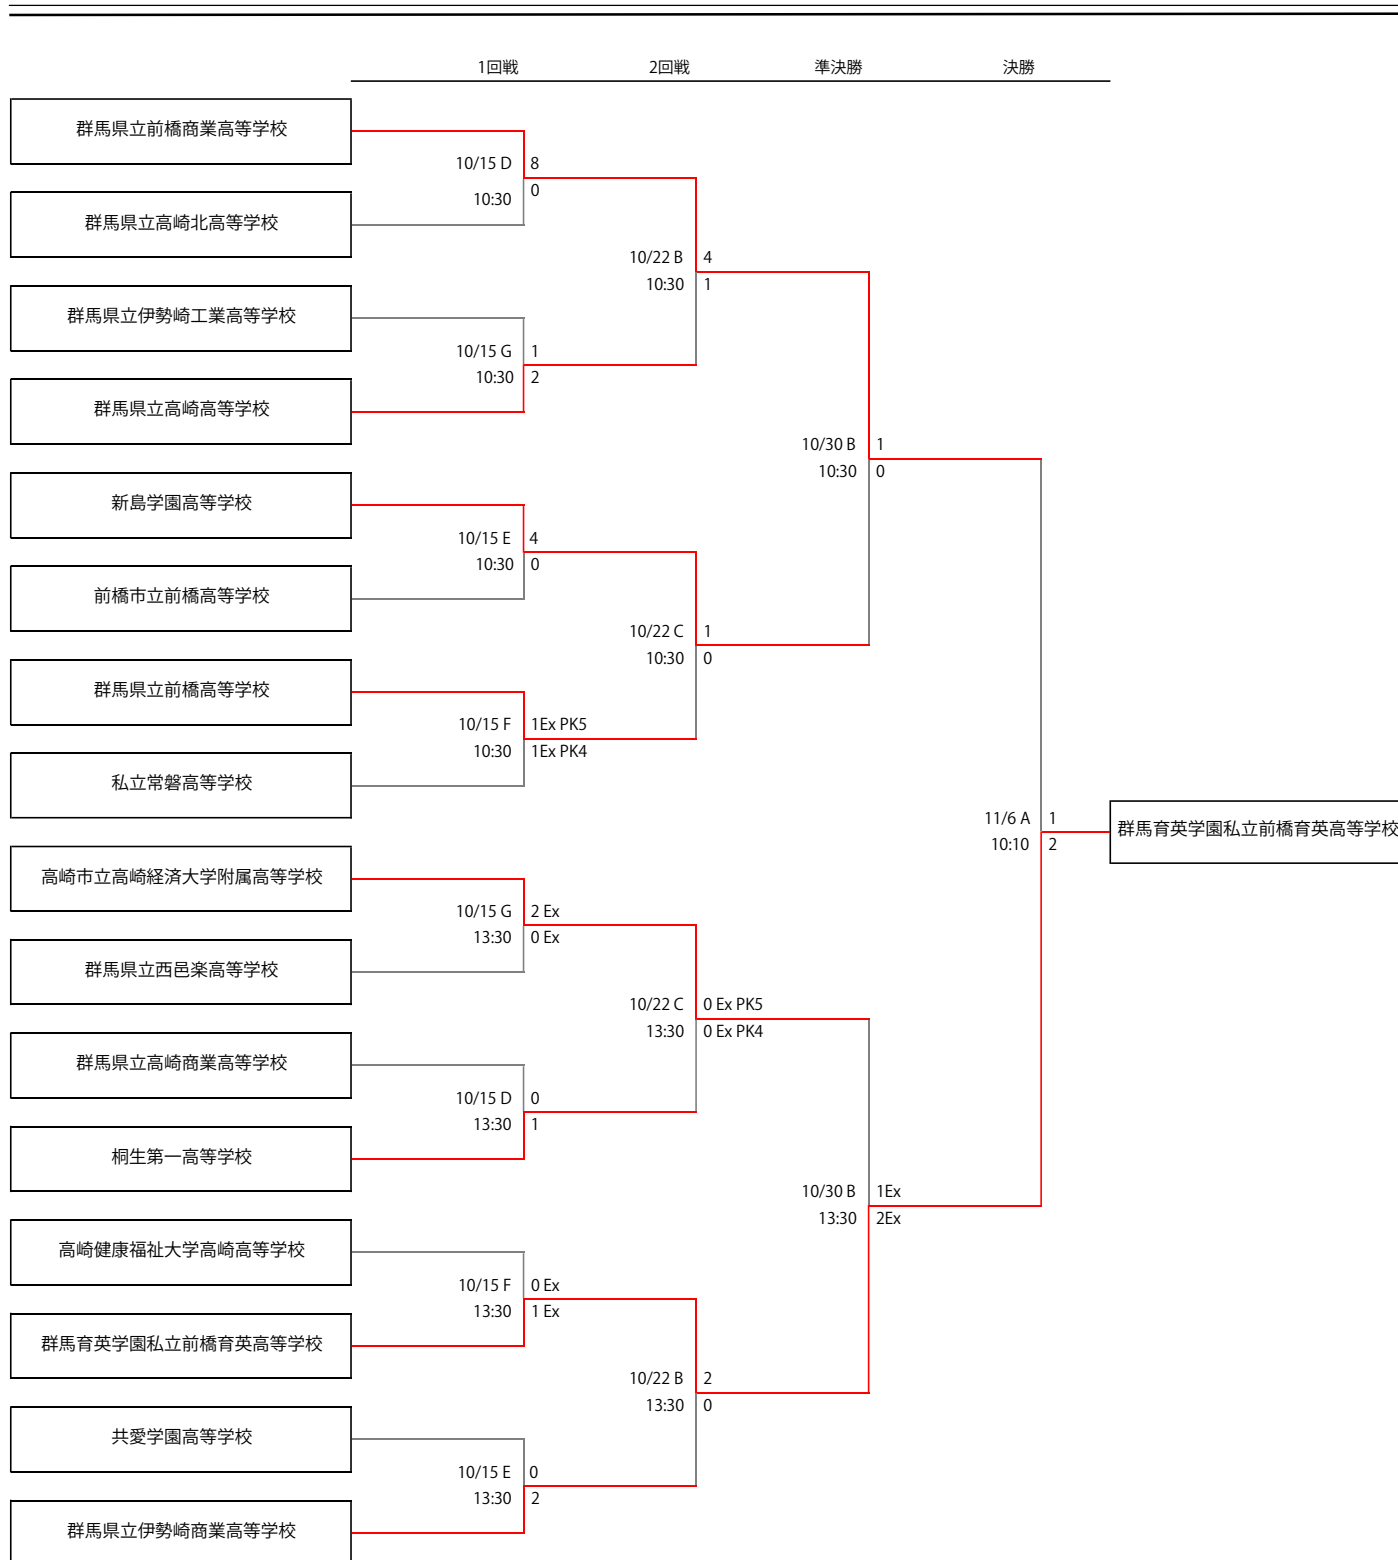 1回戦 2回戦 準決勝 決勝
群馬県立前橋商業高等学校
10/15 D 8
10:30 0
群馬県立高崎北高等学校
10/22 B 4
10:30 1
群馬県立伊勢崎工業高等学校
10/15 G 1
10:30 2
群馬県立高崎高等学校
10/30 B 1
10:30 0
新島学園高等学校
10/15 E 4
10:30 0
前橋市立前橋高等学校
10/22 C 1
10:30 0
群馬県立前橋高等学校
10/15 F 1Ex PK5
10:30 1Ex PK4
私立常磐高等学校
11/6 A 1
10:10 2
群馬育英学園私立前橋育英高等学校
高崎市立高崎経済大学附属高等学校
10/15 G 2 Ex
13:30 0 Ex
群馬県立西邑楽高等学校
10/22 C 0 Ex PK5
13:30 0 Ex PK4
群馬県立高崎商業高等学校
10/15 D 0
13:30 1
桐生第一高等学校
10/30 B 1Ex
13:30 2Ex
高崎健康福祉大学高崎高等学校
10/15 F 0 Ex
13:30 1 Ex
群馬育英学園私立前橋育英高等学校
10/22 B 2
13:30 0
共愛学園高等学校
10/15 E 0
13:30 2
群馬県立伊勢崎商業高等学校